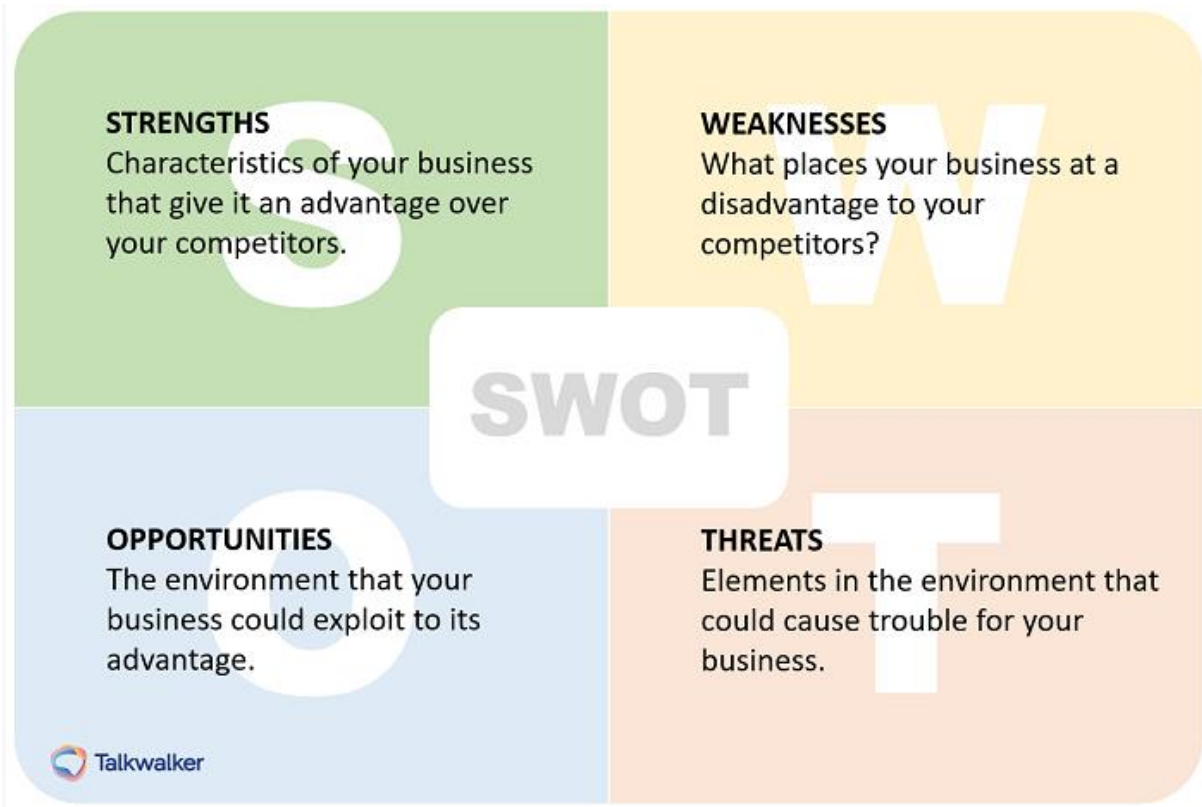 STRENGTHS
Characteristics of your business
that give it an advantage over
your competitors.
S
WEAKNESSES
What places your business at a
disadvantage to your
competitors?
W
SWOT
OPPORTUNITIES
The environment that your
business could exploit to its
advantage.
O
THREATS
Elements in the environment that
could cause trouble for your
business.
T
Talkwalker